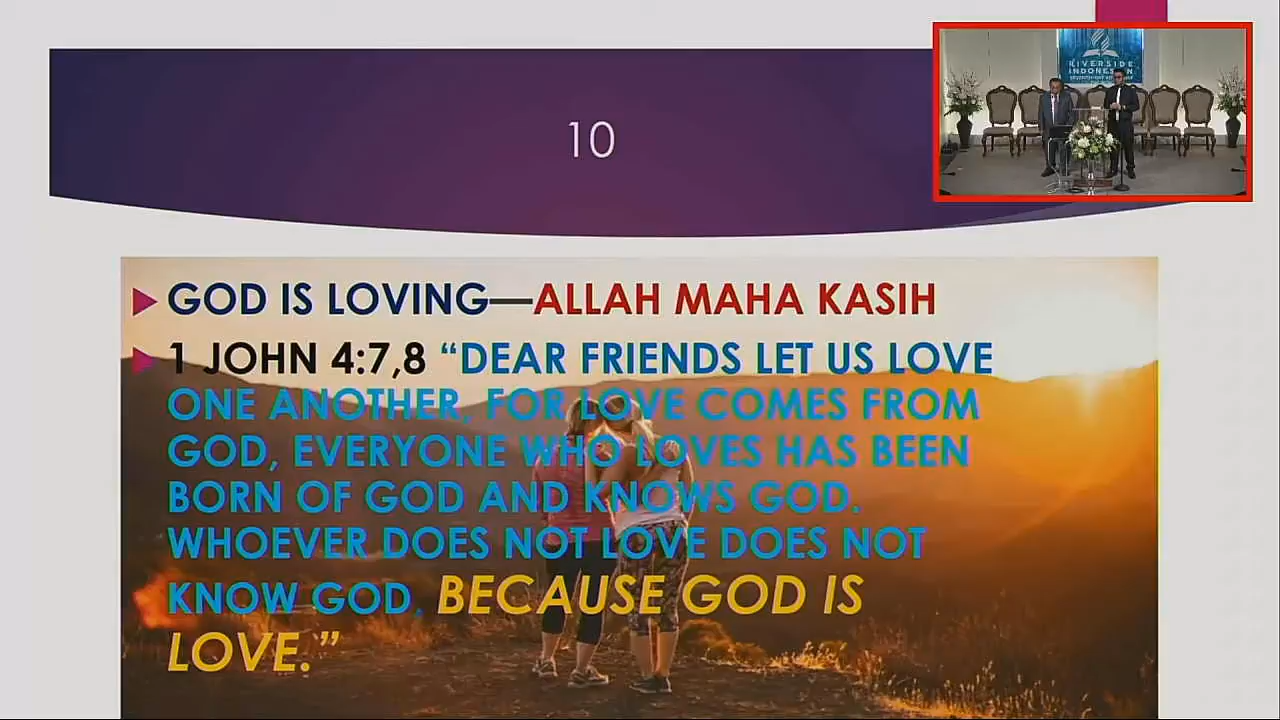 10
RIVERSIDE
INDONESIAN
GOD IS LOVING—ALLAH MAHA KASIH
1 JOHN 4:7,8 “DEAR FRIENDS LET US LOVE
ONE ANOTHER, FOR LOVE COMES FROM
GOD, EVERYONE WHO LOVES HAS BEEN
BORN OF GOD AND KNOWS GOD.
WHOEVER DOES NOT LOVE DOES NOT
KNOW GOD, BECAUSE GOD IS
LOVE.”